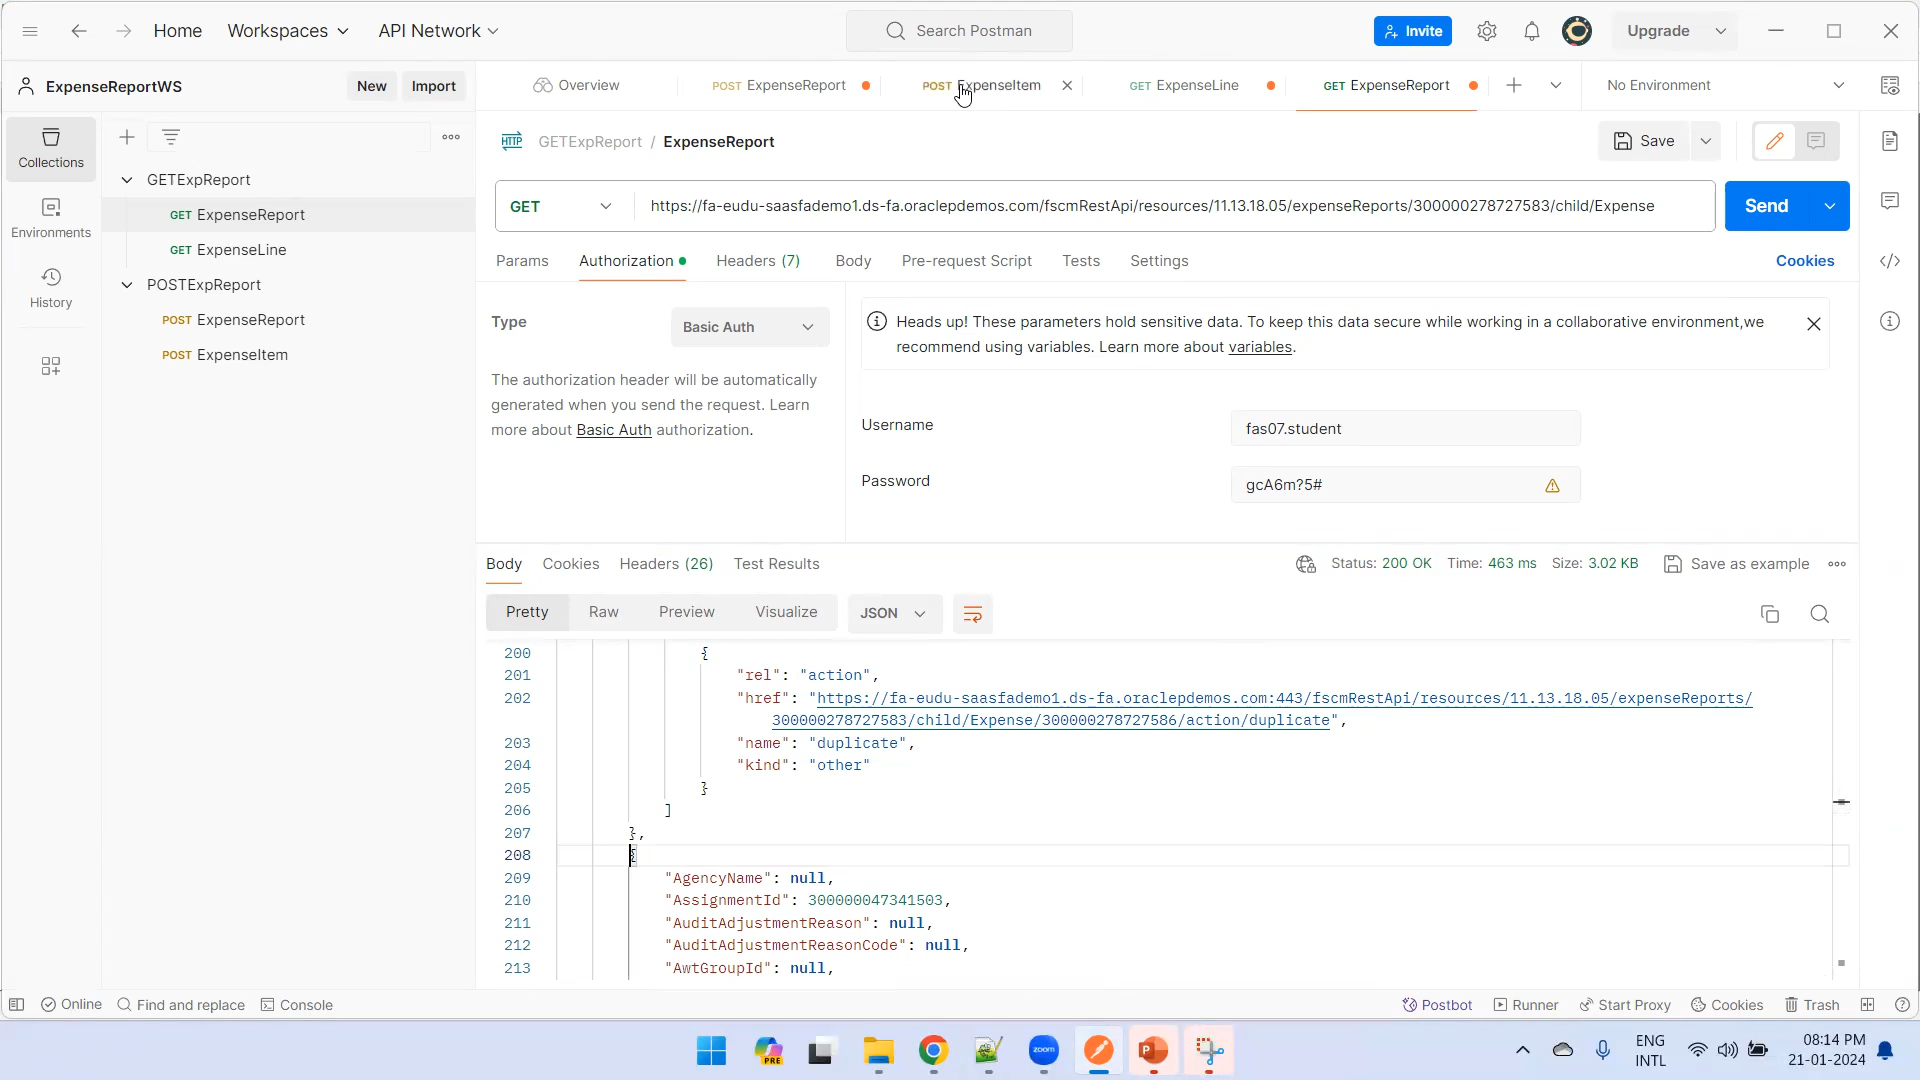 Home Workspaces API Network Search Postman Invite Upgrade
ExpenseReportWS New Import Overview POST ExpenseReport POST ExpenseItem GET ExpenseLine GET ExpenseReport No Environment
Collections
Environments
History
GETExpReport
GET ExpenseReport
GET ExpenseLine
POSTExpReport
POST ExpenseReport
POST ExpenseItem
HTTP GETExpReport / ExpenseReport Save
GET https://fa-eudu-saasfademo1.ds-fa.oraclepdemos.com/fscmRestApi/resources/11.13.18.05/expenseReports/300000278727583/child/Expense Send
Params Authorization Headers (7) Body Pre-request Script Tests Settings Cookies
Type Basic Auth
The authorization header will be automatically
generated when you send the request. Learn
more about Basic Auth authorization.
Heads up! These parameters hold sensitive data. To keep this data secure while working in a collaborative environment,we
recommend using variables. Learn more about variables.
Username fas07.student
Password gcA6m?5#
Body Cookies Headers (26) Test Results Status: 200 OK Time: 463 ms Size: 3.02 KB Save as example
Pretty Raw Preview Visualize JSON
200 {
201 "rel": "action",
202 "href": "https://fa-eudu-saasfademo1.ds-fa.oraclepdemos.com:443/fscmRestApi/resources/11.13.18.05/expenseReports/
300000278727583/child/Expense/300000278727586/action/duplicate",
203 "name": "duplicate",
204 "kind": "other"
205 }
206 ]
207 },
208 {
209 "AgencyName": null,
210 "AssignmentId": 300000047341503,
211 "AuditAdjustmentReason": null,
212 "AuditAdjustmentReasonCode": null,
213 "AwtGroupId": null,
Online Find and replace Console Postbot Runner Start Proxy Cookies Trash
PRE zoom P ENG 08:14 PM
INTL 21-01-2024